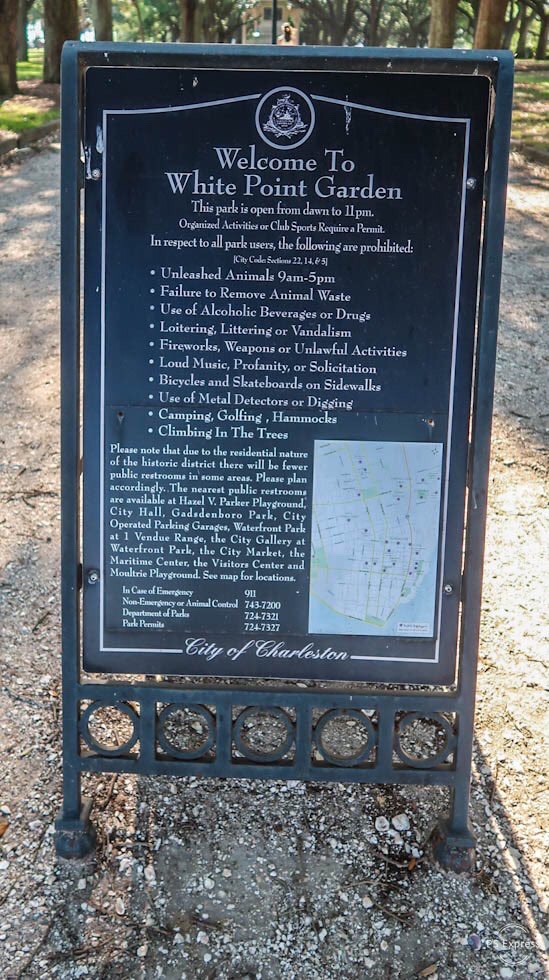 Welcome To
White Point Garden
This park is open from dawn to 11pm.
Organized Activities or Club Sports Require a Permit.
In respect to all park users, the following are prohibited:
[City Code: Sections 22, 14, & 5]
• Unleashed Animals 9am-5pm
• Failure to Remove Animal Waste
• Use of Alcoholic Beverages or Drugs
• Loitering, Littering or Vandalism
• Fireworks, Weapons or Unlawful Activities
• Loud Music, Profanity, or Solicitation
• Bicycles and Skateboards on Sidewalks
• Use of Metal Detectors or Digging
• Camping, Golfing , Hammocks
• Climbing In The Trees
Please note that due to the residential nature
of the historic district there will be fewer
public restrooms in some areas. Please plan
accordingly. The nearest public restrooms
are available at Hazel V. Parker Playground,
City Hall, Gadsdenboro Park, City
Operated Parking Garages, Waterfront Park
at 1 Vendue Range, the City Gallery at
Waterfront Park, the City Market, the
Maritime Center, the Visitors Center and
Moultrie Playground. See map for locations.
In Case of Emergency 911
Non-Emergency or Animal Control 743-7200
Department of Parks 724-7321
Park Permits 724-7327
City of Charleston
PS Express